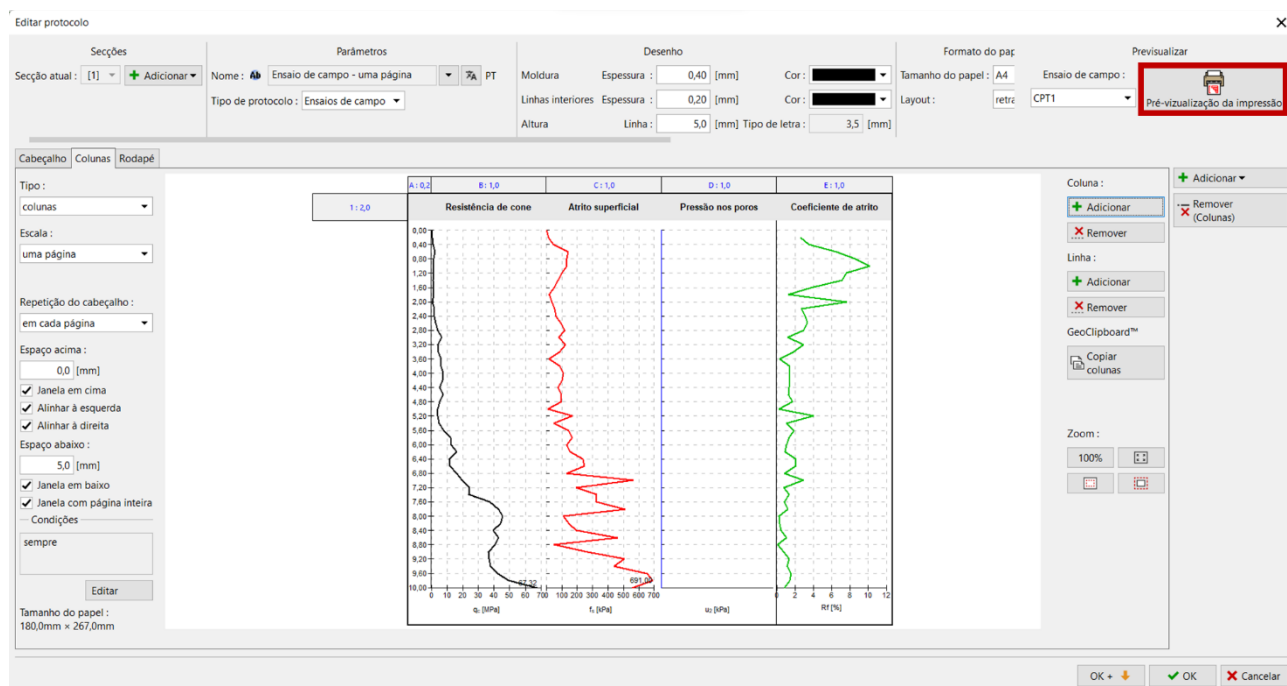 Editar protocolo
Secções
Parâmetros
Desenho
Formato do pap
Previsualizar
Secção atual : [1] Adicionar
Nome : Ab Ensaio de campo - uma página PT
Moldura Espessura : 0,40 [mm] Cor :
Tamanho do papel : A4
Ensaio de campo :
Tipo de protocolo : Ensaios de campo
Linhas interiores Espessura : 0,20 [mm] Cor :
Layout : retra
CPT1
Pré-vizualização da impressão
Altura Linha : 5,0 [mm] Tipo de letra : 3,5 [mm]
Cabeçalho Colunas Rodapé
Tipo :
colunas
Escala :
uma página
Repetição do cabeçalho :
em cada página
Espaço acima :
0,0 [mm]
Janela em cima
Alinhar à esquerda
Alinhar à direita
Espaço abaixo :
5,0 [mm]
Janela em baixo
Janela com página inteira
Condições
sempre
Editar
Tamanho do papel :
180,0mm × 267,0mm
A : 0,2 B : 1,0 C : 1,0 D : 1,0 E : 1,0
1 : 2,0 Resistência de cone Atrito superficial Pressão nos poros Coeficiente de atrito
0,00
0,40
0,80
1,20
1,60
2,00
2,40
2,80
3,20
3,60
4,00
4,40
4,80
5,20
5,60
6,00
6,40
6,80
7,20
7,60
8,00
8,40
8,80
9,20
9,60
10,00
67,32 691,00
0 10 20 30 40 50 60 70 100 200 300 400 500 600 700 0 2 4 6 8 10 12
qc [MPa] fs [kPa] u2 [kPa] Rf [%]
Coluna :
Adicionar
Remover
Linha :
Adicionar
Remover
GeoClipboard™
Copiar
colunas
Zoom :
100%
Adicionar
Remover
(Colunas)
OK + OK Cancelar